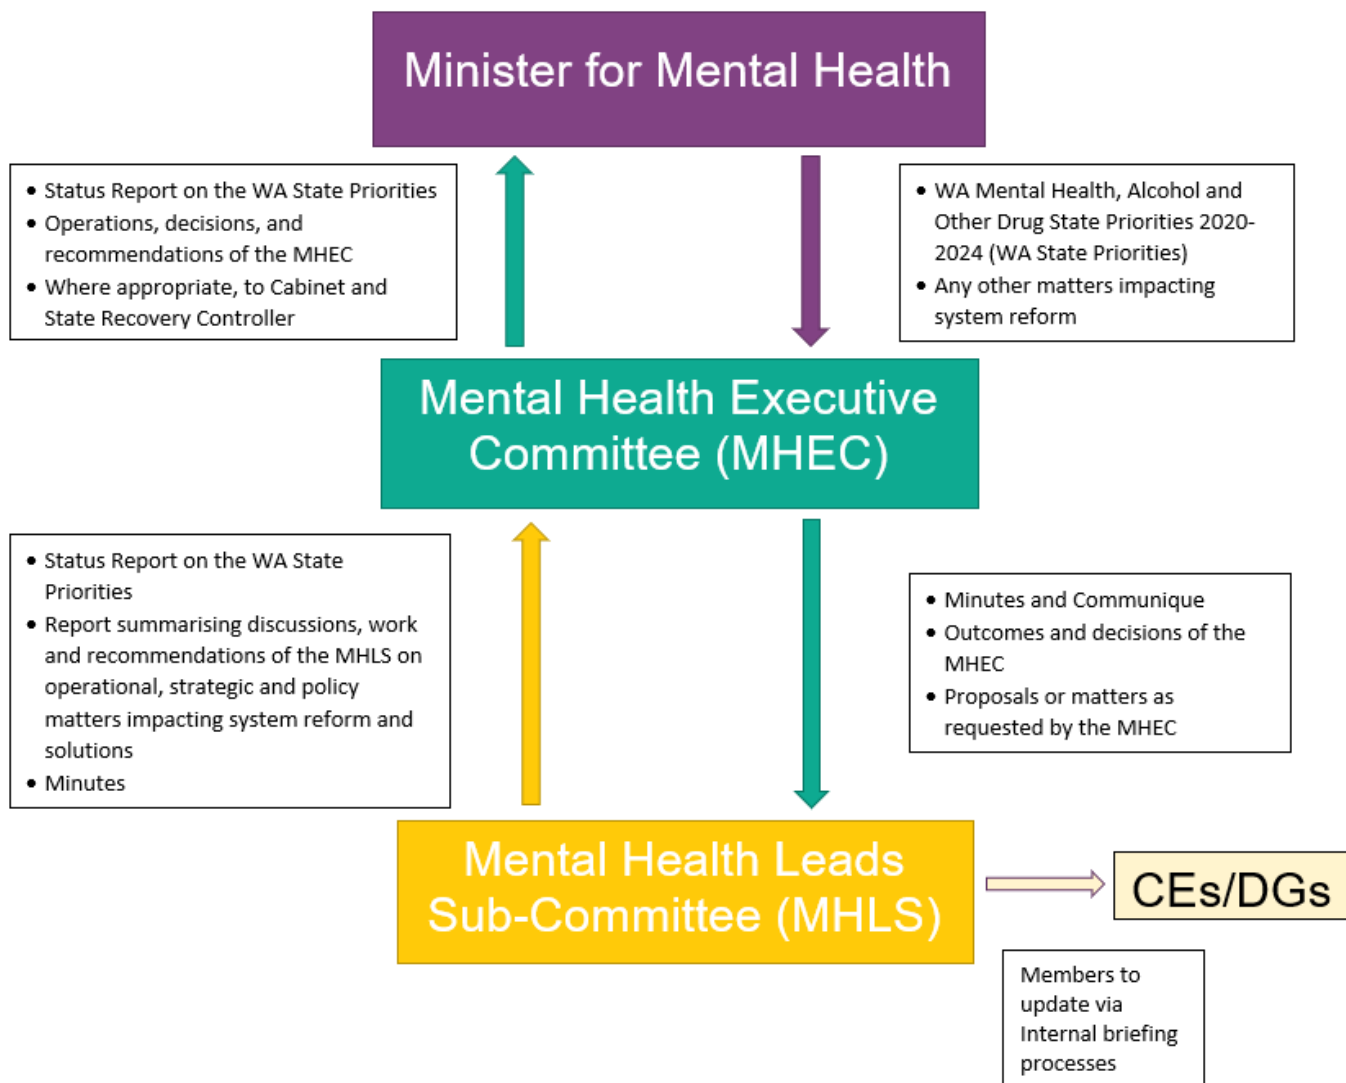 Minister for Mental Health
• Status Report on the WA State Priorities
• Operations, decisions, and
recommendations of the MHEC
• Where appropriate, to Cabinet and
State Recovery Controller
• WA Mental Health, Alcohol and
Other Drug State Priorities 2020-
2024 (WA State Priorities)
• Any other matters impacting
system reform
Mental Health Executive
Committee (MHEC)
• Status Report on the WA State
Priorities
• Report summarising discussions, work
and recommendations of the MHLS on
operational, strategic and policy
matters impacting system reform and
solutions
• Minutes
• Minutes and Communique
• Outcomes and decisions of the
MHEC
• Proposals or matters as
requested by the MHEC
Mental Health Leads
Sub-Committee (MHLS)
CEs/DGs
Members to
update via
Internal briefing
processes